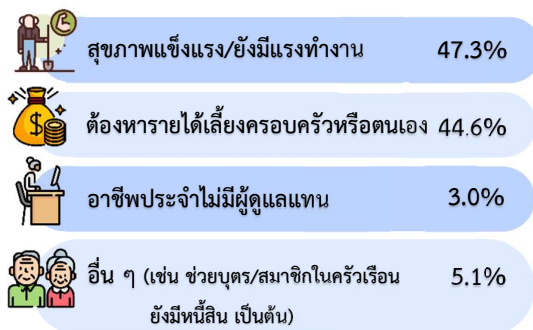 สุขภาพแข็งแรง/ยังมีแรงทำงาน 47.3%
ต้องหารายได้เลี้ยงครอบครัวหรือตนเอง 44.6%
อาชีพประจำไม่มีผู้ดูแลแทน 3.0%
อื่น ๆ (เช่น ช่วยบุตร/สมาชิกในครัวเรือน 5.1%
ยังมีหนี้สิน เป็นต้น)